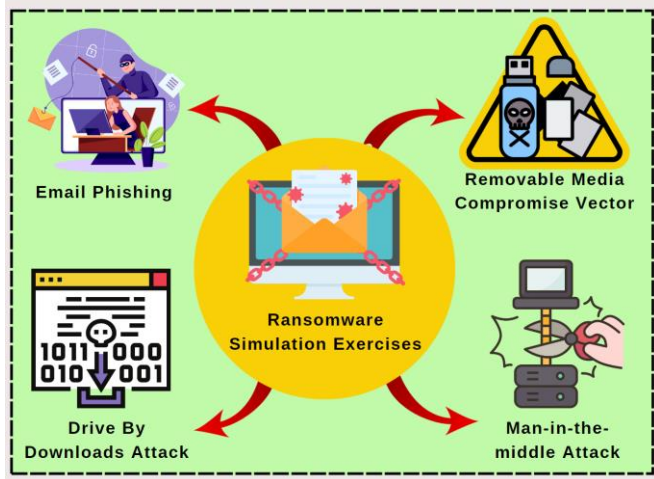 Email Phishing
Removable Media
Compromise Vector
Ransomware
Simulation Exercises
1011 000
010 001
Drive By
Downloads Attack
Man-in-the-
middle Attack